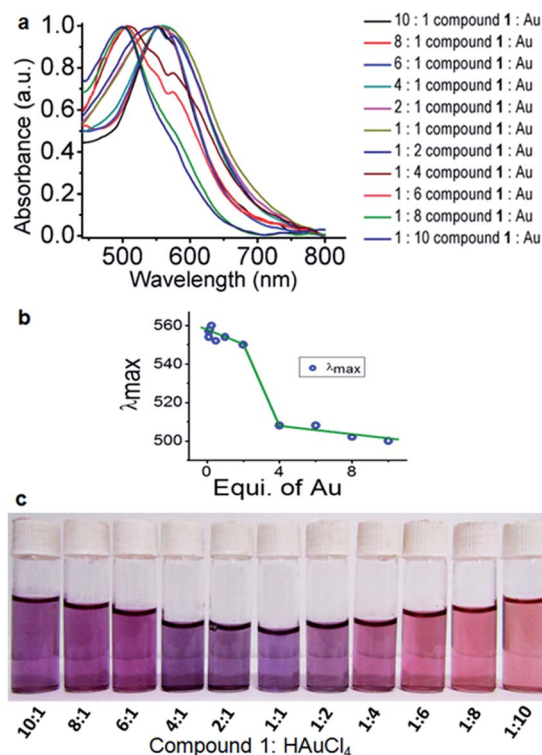 a
Absorbance (a.u.)
1.0
0.8
0.6
0.4
0.2
0.0
500 600 700 800
Wavelength (nm)
10 : 1 compound 1 : Au
8 : 1 compound 1 : Au
6 : 1 compound 1 : Au
4 : 1 compound 1 : Au
2 : 1 compound 1 : Au
1 : 1 compound 1 : Au
1 : 2 compound 1 : Au
1 : 4 compound 1 : Au
1 : 6 compound 1 : Au
1 : 8 compound 1 : Au
1 : 10 compound 1 : Au
b
λmax
560
540
520
500
λmax
0 4 8
Equi. of Au
c
10:1 8:1 6:1 4:1 2:1 1:1 1:2 1:4 1:6 1:8 1:10
Compound 1: HAuCl4